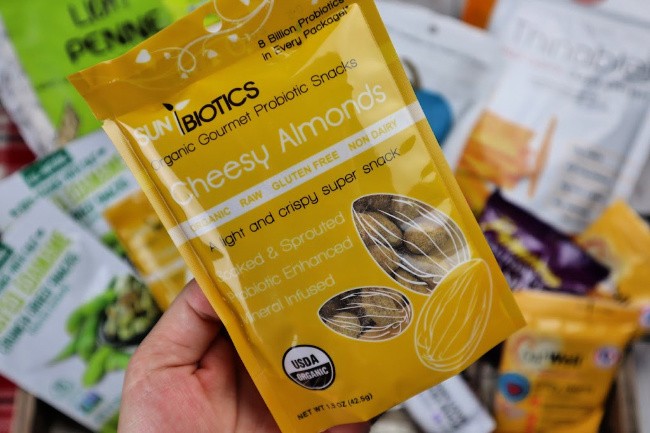 PENNE
8 Billion Probiotics
in Every Package!
SUN BIOTICS
Organic Gourmet Probiotic Snacks
Cheesy Almonds
ORGANIC RAW GLUTEN FREE NON DAIRY
A light and crispy super snack
Soaked & Sprouted
Probiotic Enhanced
Mineral Infused
USDA
ORGANIC
NET WT 1.5 OZ (42.5g)